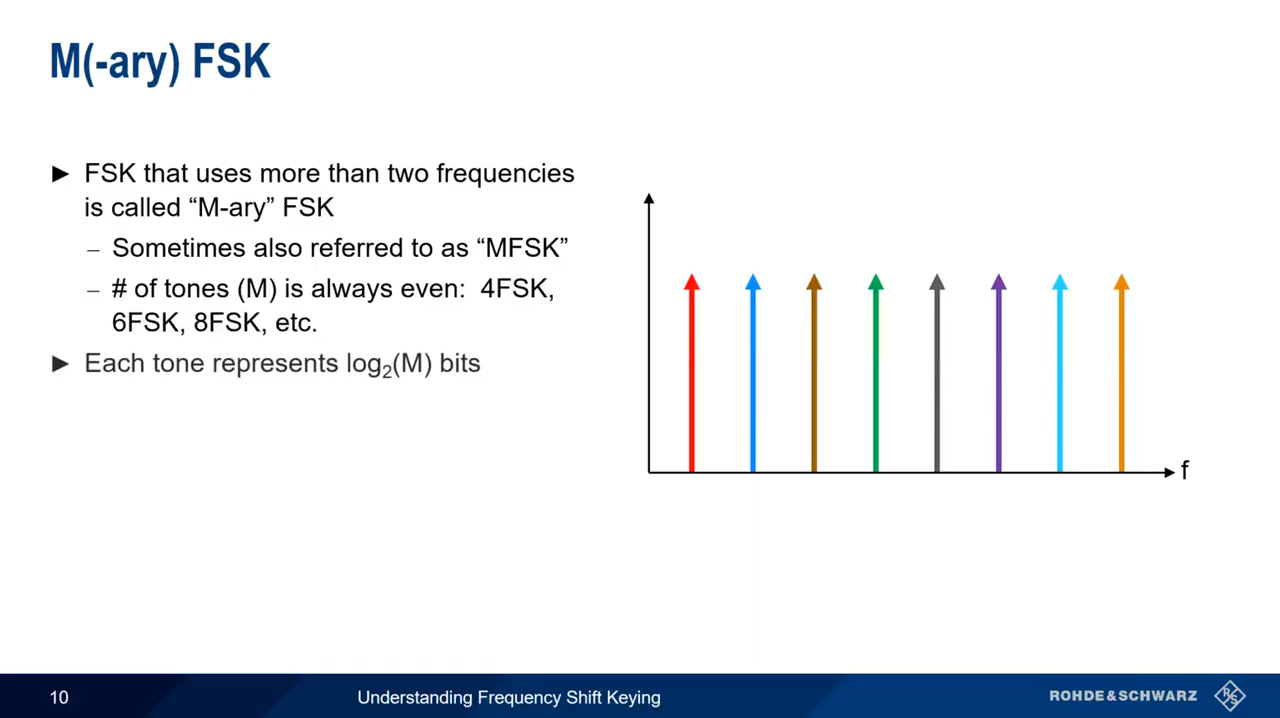 M(-ary) FSK
► FSK that uses more than two frequencies
is called “M-ary” FSK
– Sometimes also referred to as “MFSK”
– # of tones (M) is always even:  4FSK,
6FSK, 8FSK, etc.
► Each tone represents log₂(M) bits
f
10
Understanding Frequency Shift Keying
ROHDE&SCHWARZ
R
S